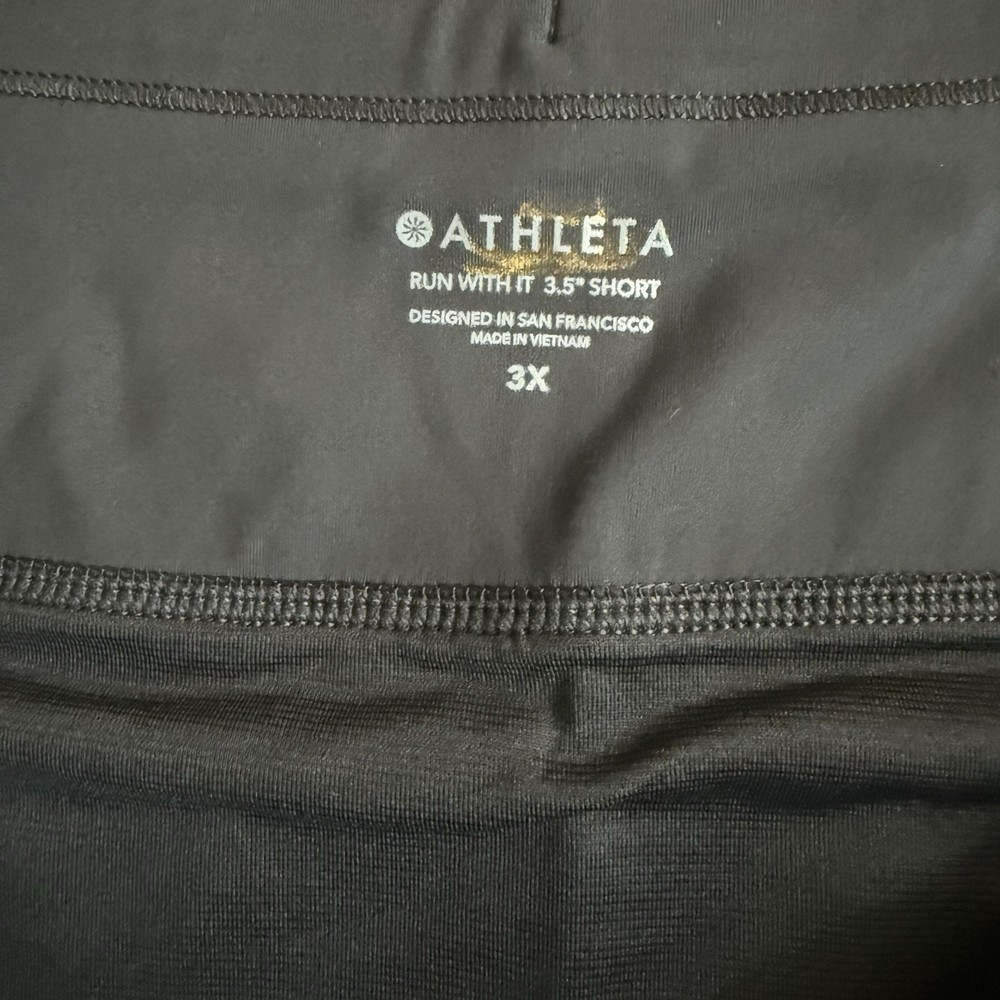 ATHLETA
RUN WITH IT 3.5" SHORT
DESIGNED IN SAN FRANCISCO
MADE IN VIETNAM
3X